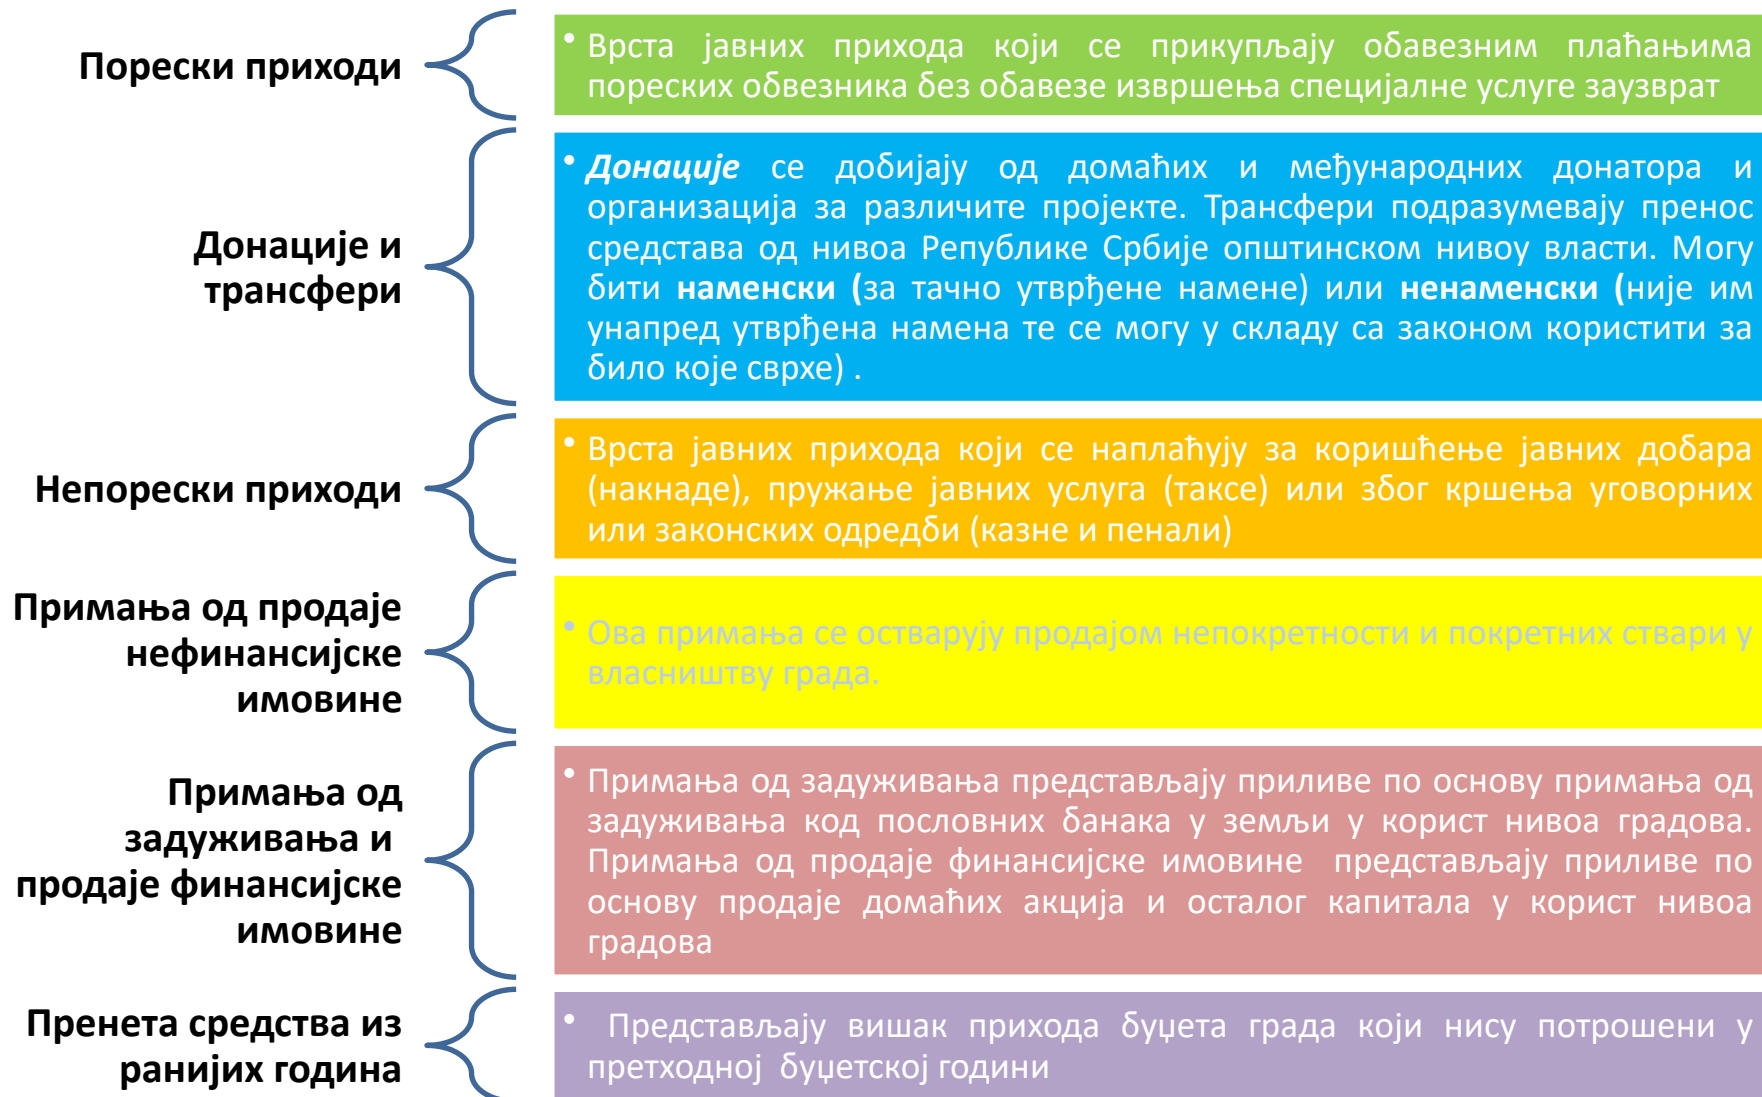 Порески приходи
• Врста јавних прихода који се прикупљају обавезним плаћањима
пореских обвезника без обавезе извршења специјалне услуге заузврат
Донације и
трансфери
• Донације се добијају од домаћих и међународних донатора и
организација за различите пројекте. Трансфери подразумевају пренос
средстава од нивоа Републике Србије општинском нивоу власти. Могу
бити наменски (за тачно утврђене намене) или ненаменски (није им
унапред утврђена намена те се могу у складу са законом користити за
било које сврхе) .
Непорески приходи
• Врста јавних прихода који се наплаћују за коришћење јавних добара
(накнаде), пружање јавних услуга (таксе) или због кршења уговорних
или законских одредби (казне и пенали)
Примања од продаје
нефинансијске
имовине
• Ова примања се остварују продајом непокретности и покретних ствари у
власништву града.
Примања од
задуживања и
продаје финансијске
имовине
• Примања од задуживања представљају приливе по основу примања од
задуживања код пословних банака у земљи у корист нивоа градова.
Примања од продаје финансијске имовине представљају приливе по
основу продаје домаћих акција и осталог капитала у корист нивоа
градова
Пренета средства из
ранијих година
• Представљају вишак прихода буџета града који нису потрошени у
претходној буџетској години